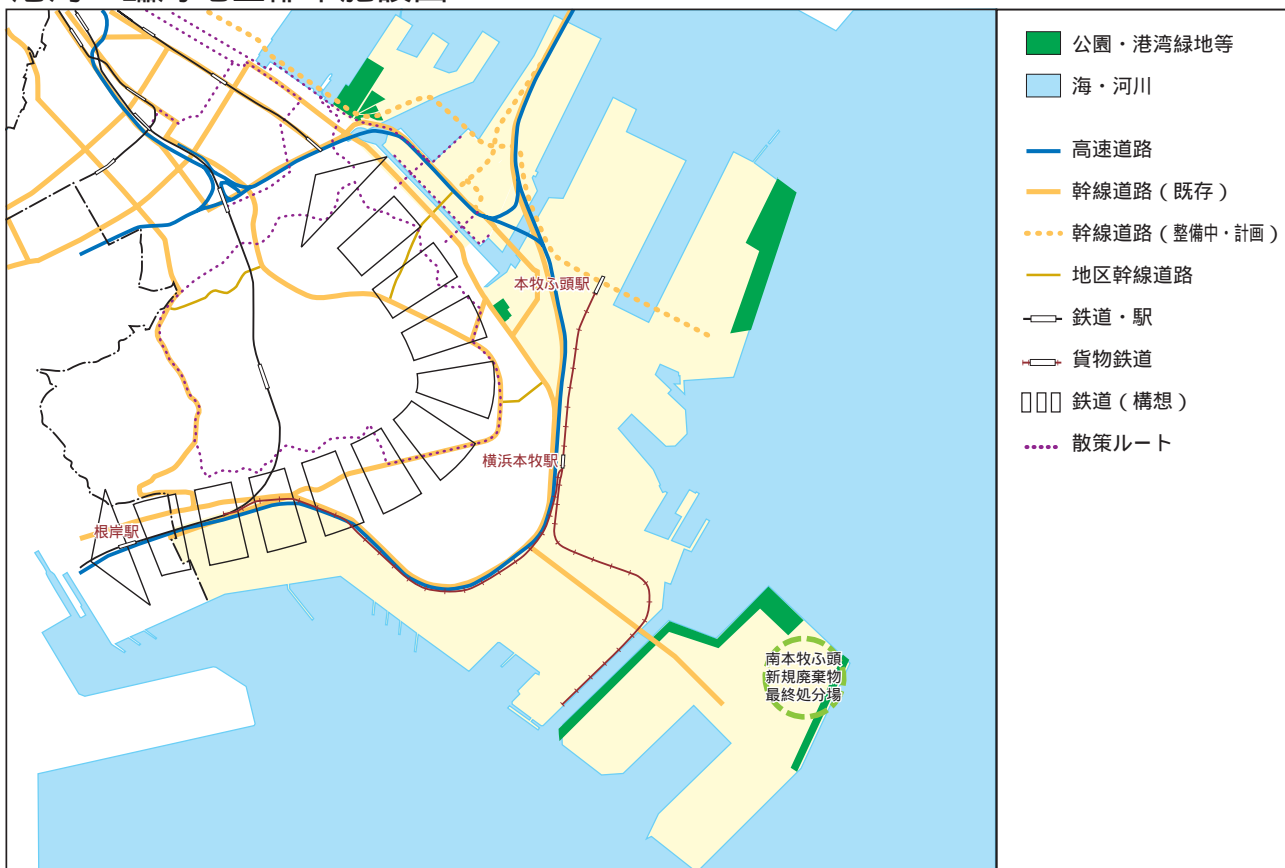 公園・港湾緑地等
海・河川
高速道路
幹線道路（既存）
幹線道路（整備中・計画）
地区幹線道路
鉄道・駅
貨物鉄道
鉄道（構想）
散策ルート
本牧ふ頭駅
横浜本牧駅
根岸駅
南本牧ふ頭
新規廃棄物
最終処分場